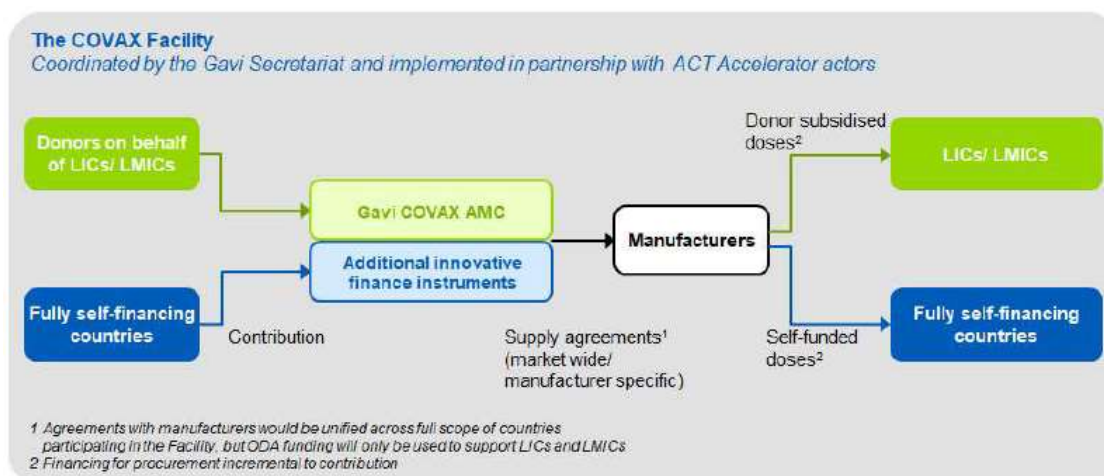 The COVAX Facility
Coordinated by the Gavi Secretariat and implemented in partnership with ACT Accelerator actors
Donors on behalf
of LICs/ LMICs
Fully self-financing
countries
Contribution
Gavi COVAX AMC
Additional innovative
finance instruments
Supply agreements¹
(market wide/
manufacturer specific)
Manufacturers
Donor subsidised
doses²
LICs/ LMICs
Self-funded
doses²
Fully self-financing
countries
1 Agreements with manufacturers would be unified across full scope of countries
participating in the Facility, but ODA funding will only be used to support LICs and LMICs
2 Financing for procurement incremental to contribution